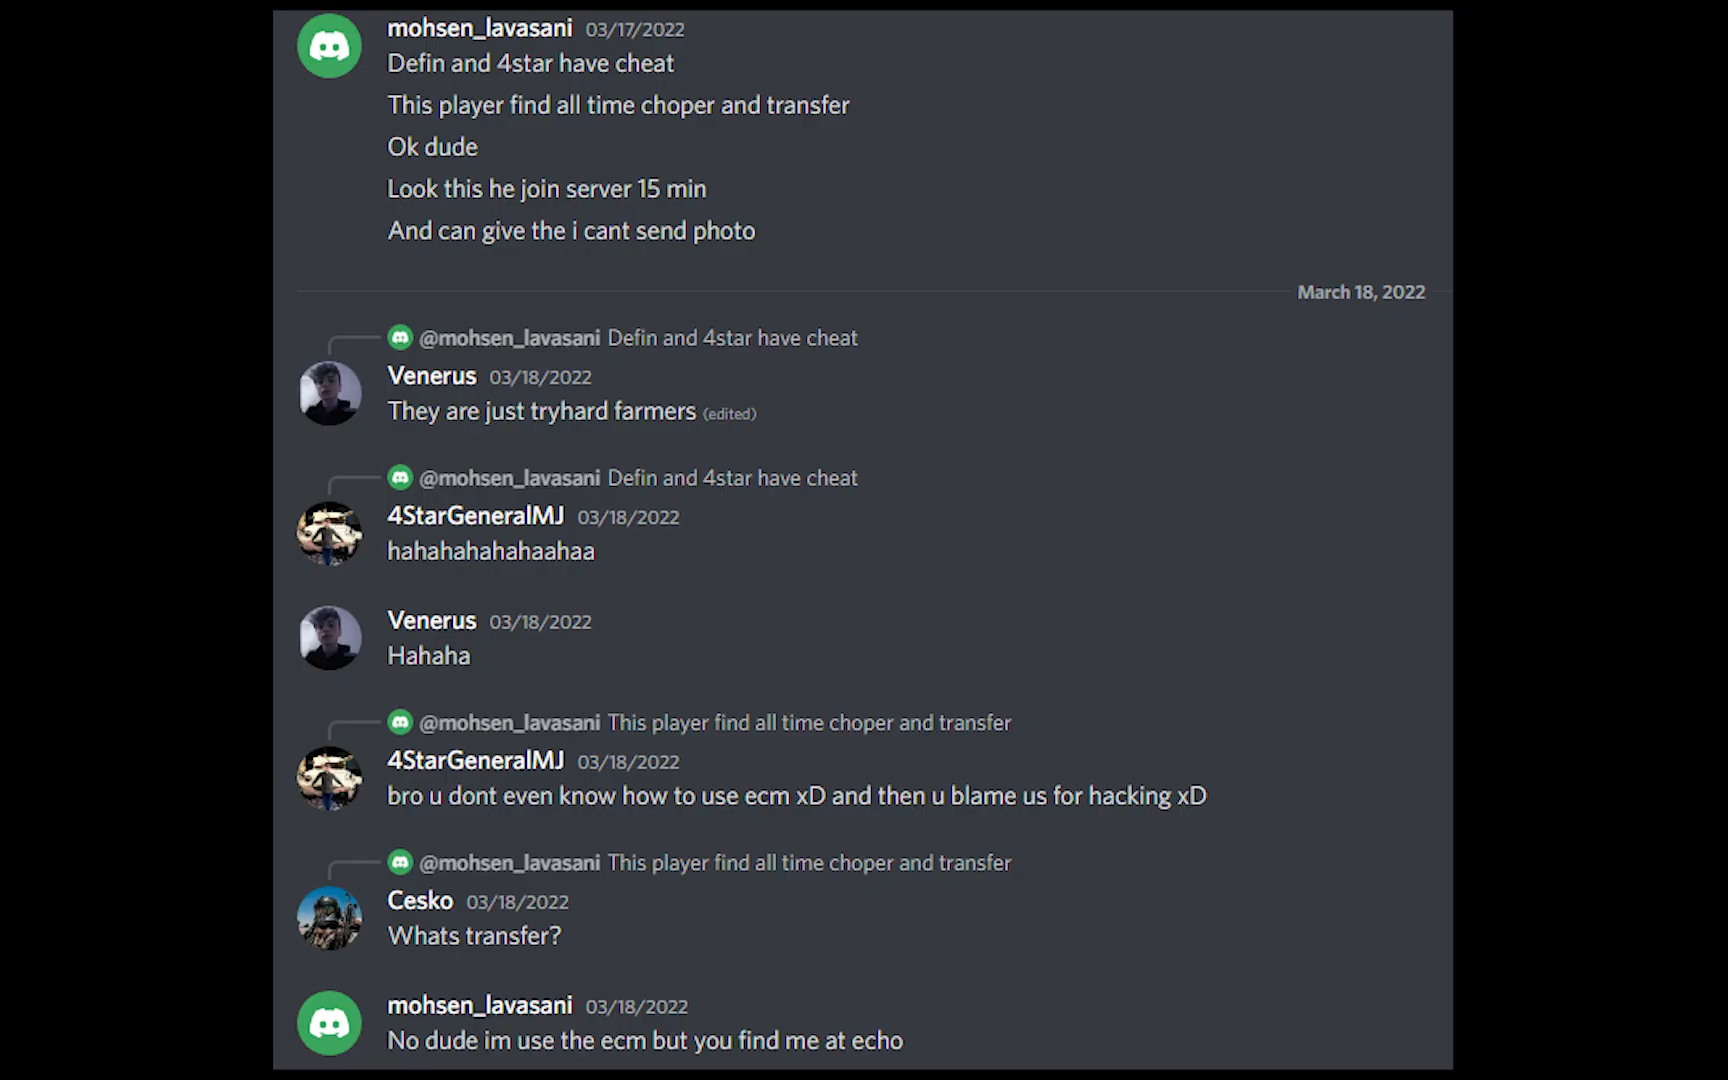 mohsen_lavasani 03/17/2022
Defin and 4star have cheat
This player find all time choper and transfer
Ok dude
Look this he join server 15 min
And can give the i cant send photo
March 18, 2022
@mohsen_lavasani Defin and 4star have cheat
Venerus 03/18/2022
They are just tryhard farmers (edited)
@mohsen_lavasani Defin and 4star have cheat
4StarGeneralMJ 03/18/2022
hahahahahahaahaa
Venerus 03/18/2022
Hahaha
@mohsen_lavasani This player find all time choper and transfer
4StarGeneralMJ 03/18/2022
bro u dont even know how to use ecm xD and then u blame us for hacking xD
@mohsen_lavasani This player find all time choper and transfer
Cesko 03/18/2022
Whats transfer?
mohsen_lavasani 03/18/2022
No dude im use the ecm but you find me at echo